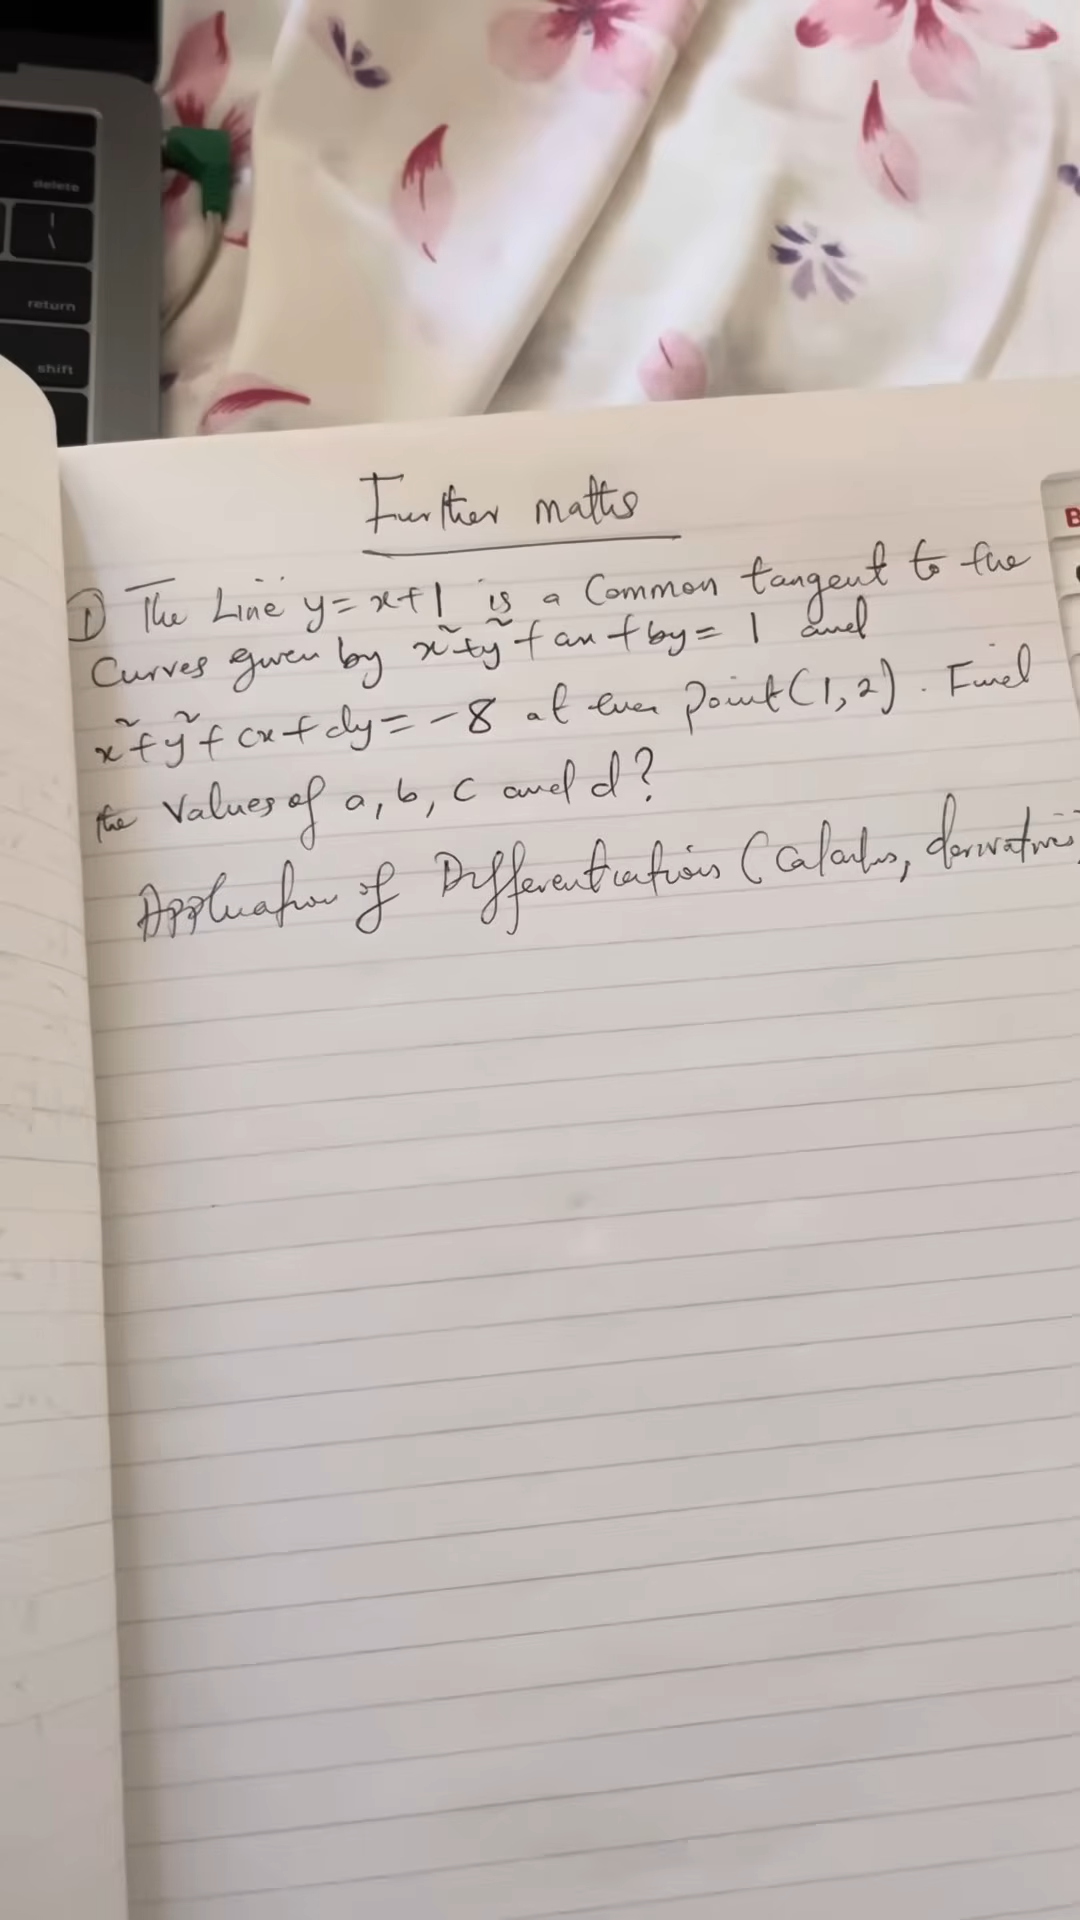 delete
|
\
return
shift
B
Further maths
① The Line y = x+1 is a Common tangent to the
Curves given by x²+y²+ax+by = 1 and
x²+y²+cx+dy = -8 at their Point (1,2). Find
the Values of a, b, c and d?
Application of Differentiation (Calculus, derivatives